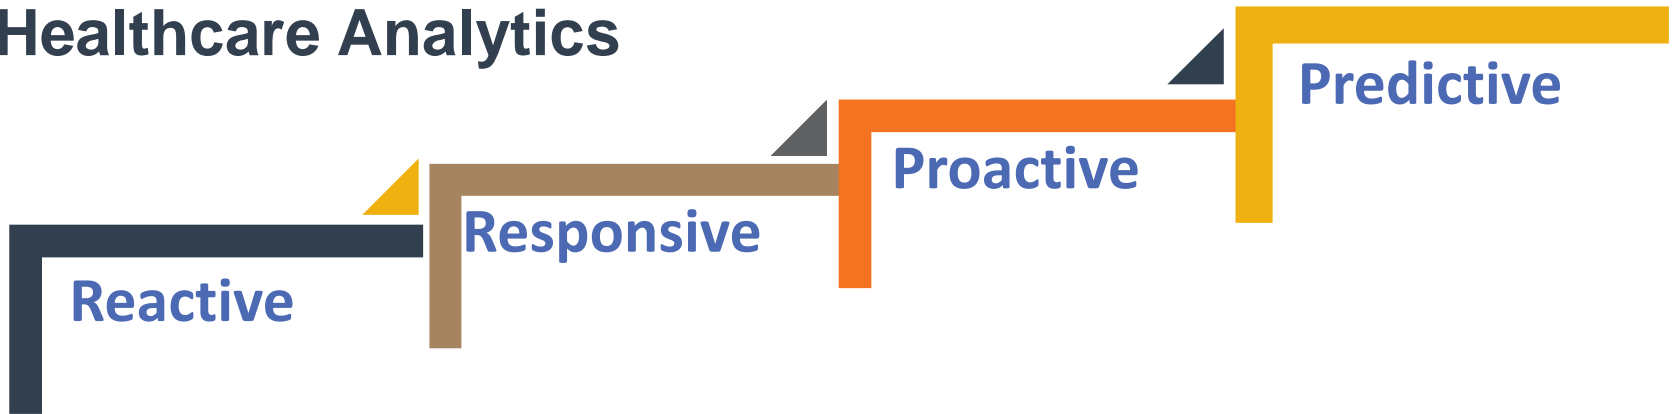 Healthcare Analytics
Reactive
Responsive
Proactive
Predictive